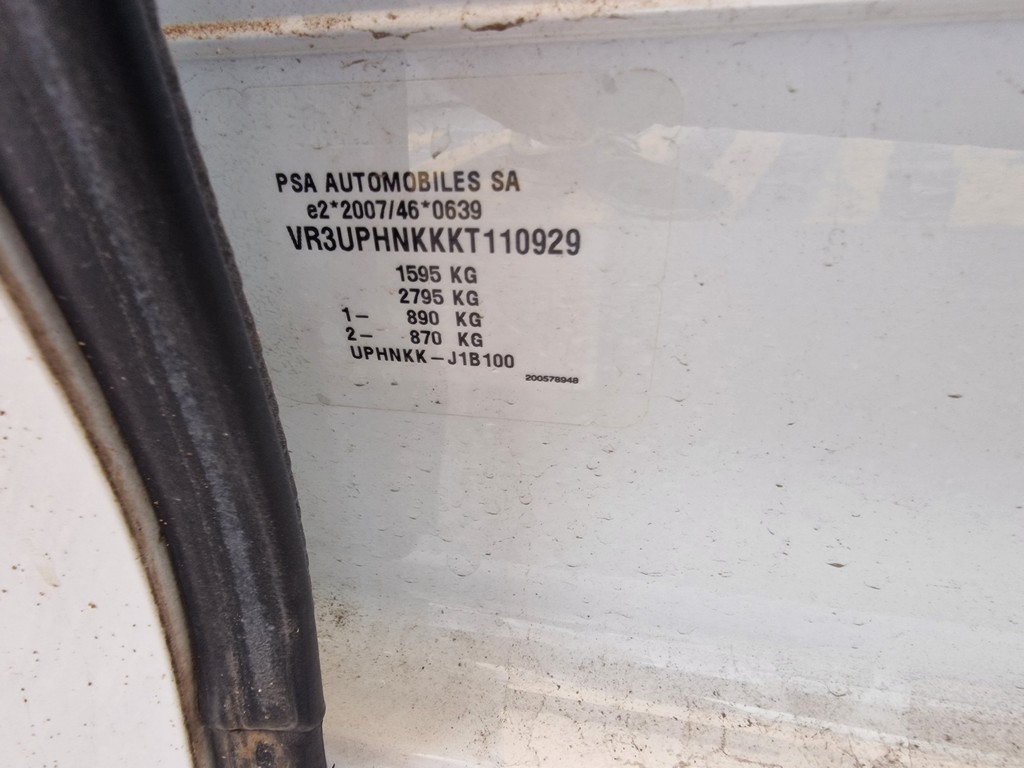 PSA AUTOMOBILES SA
e2*2007/46*0639
VR3UPHNKKKT110929
1595 KG
2795 KG
1- 890 KG
2- 870 KG
UPHNKK-J1B100
200578948